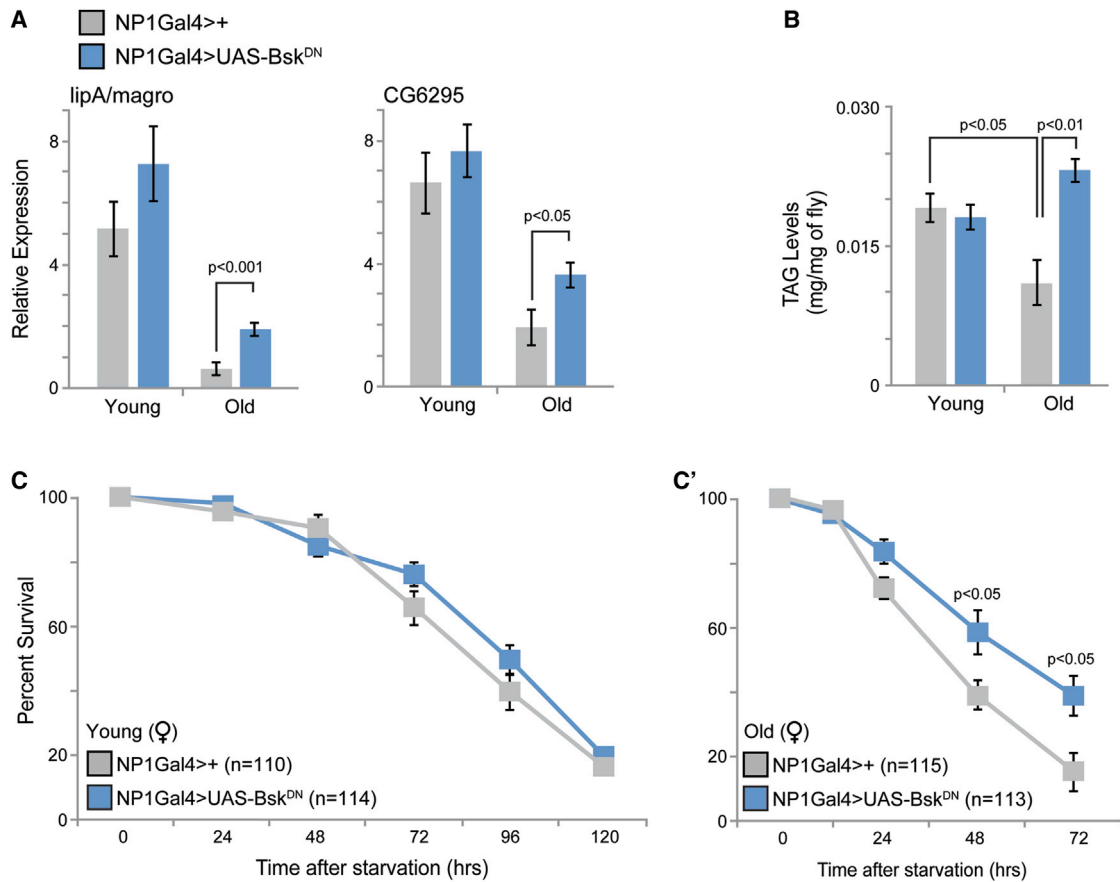 A
NP1Gal4>+
NP1Gal4>UAS-Bsk^DN
lipA/magro
CG6295
Relative Expression
8
4
0
p<0.001
Young
Old
8
4
0
p<0.05
Young
Old
B
0.030
0.015
0
TAG Levels
(mg/mg of fly)
p<0.05
p<0.01
Young
Old
C
100
60
20
0
Percent Survival
Young (♀)
NP1Gal4>+ (n=110)
NP1Gal4>UAS-Bsk^DN (n=114)
0 24 48 72 96 120
Time after starvation (hrs)
C'
100
60
20
0
p<0.05
p<0.05
Old (♀)
NP1Gal4>+ (n=115)
NP1Gal4>UAS-Bsk^DN (n=113)
0 24 48 72
Time after starvation (hrs)